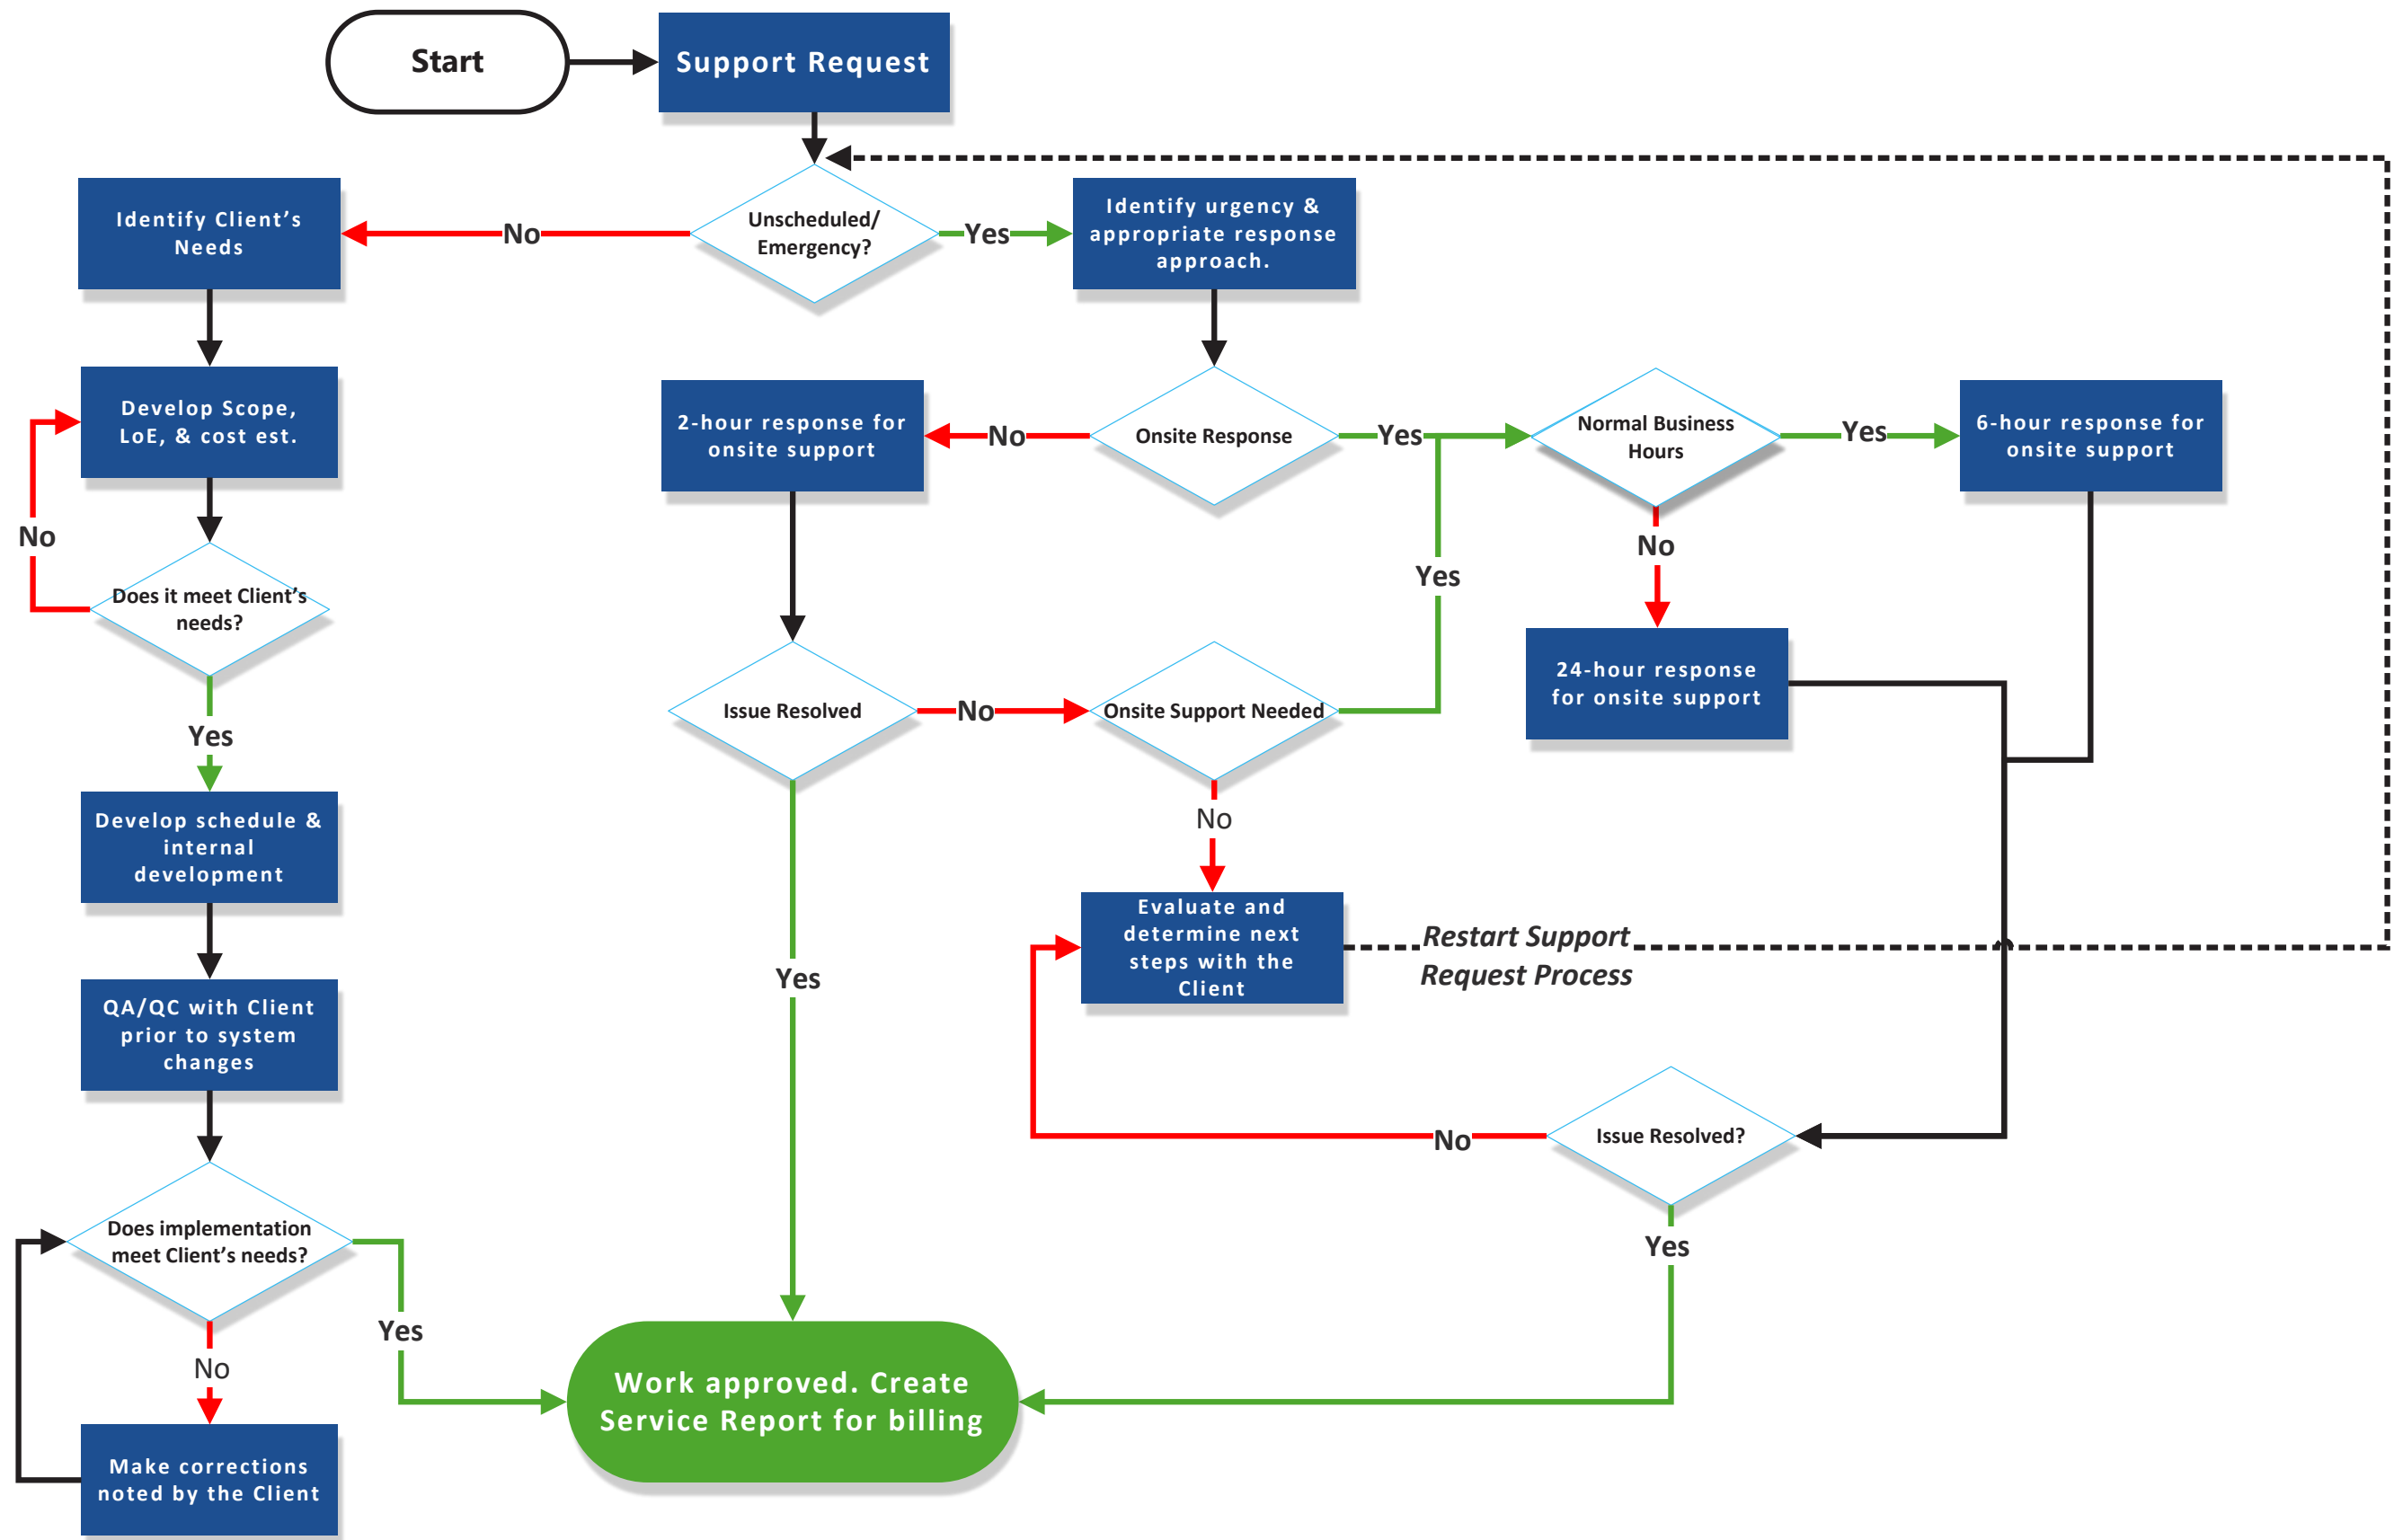 Start
Support Request
Identify Client’s
Needs
No
Unscheduled/
Emergency?
Yes
Identify urgency &
appropriate response
approach.
Develop Scope,
LoE, & cost est.
2-hour response for
onsite support
No
Onsite Response
Yes
Normal Business
Hours
Yes
6-hour response for
onsite support
No
No
Yes
Does it meet Client’s
needs?
24-hour response
for onsite support
Yes
Issue Resolved
No
Onsite Support Needed
Develop schedule &
internal
development
No
Evaluate and
determine next
steps with the
Client
Restart Support
Request Process
Yes
QA/QC with Client
prior to system
changes
No
Issue Resolved?
Does implementation
meet Client’s needs?
Yes
Yes
No
Work approved. Create
Service Report for billing
Make corrections
noted by the Client